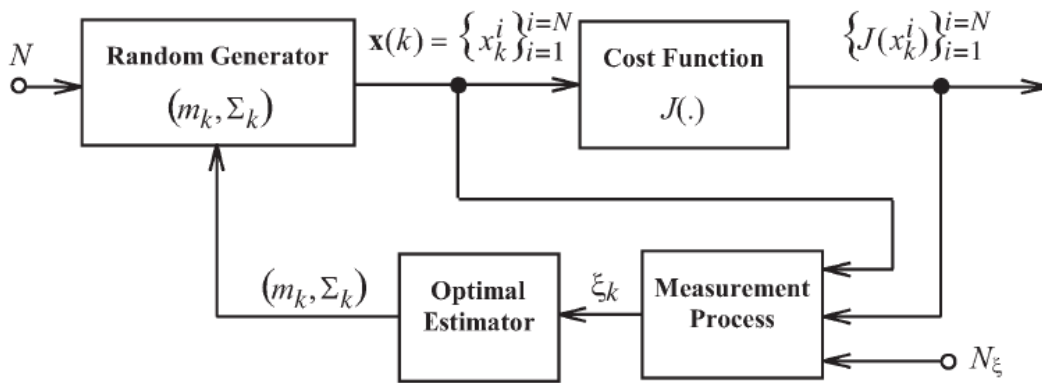 N
Random Generator
(m_k, Σ_k)
x(k) = {x_k^i}_{i=1}^{i=N}
Cost Function
J(.)
{J(x_k^i)}_{i=1}^{i=N}
(m_k, Σ_k)
Optimal
Estimator
ξ_k
Measurement
Process
N_ξ